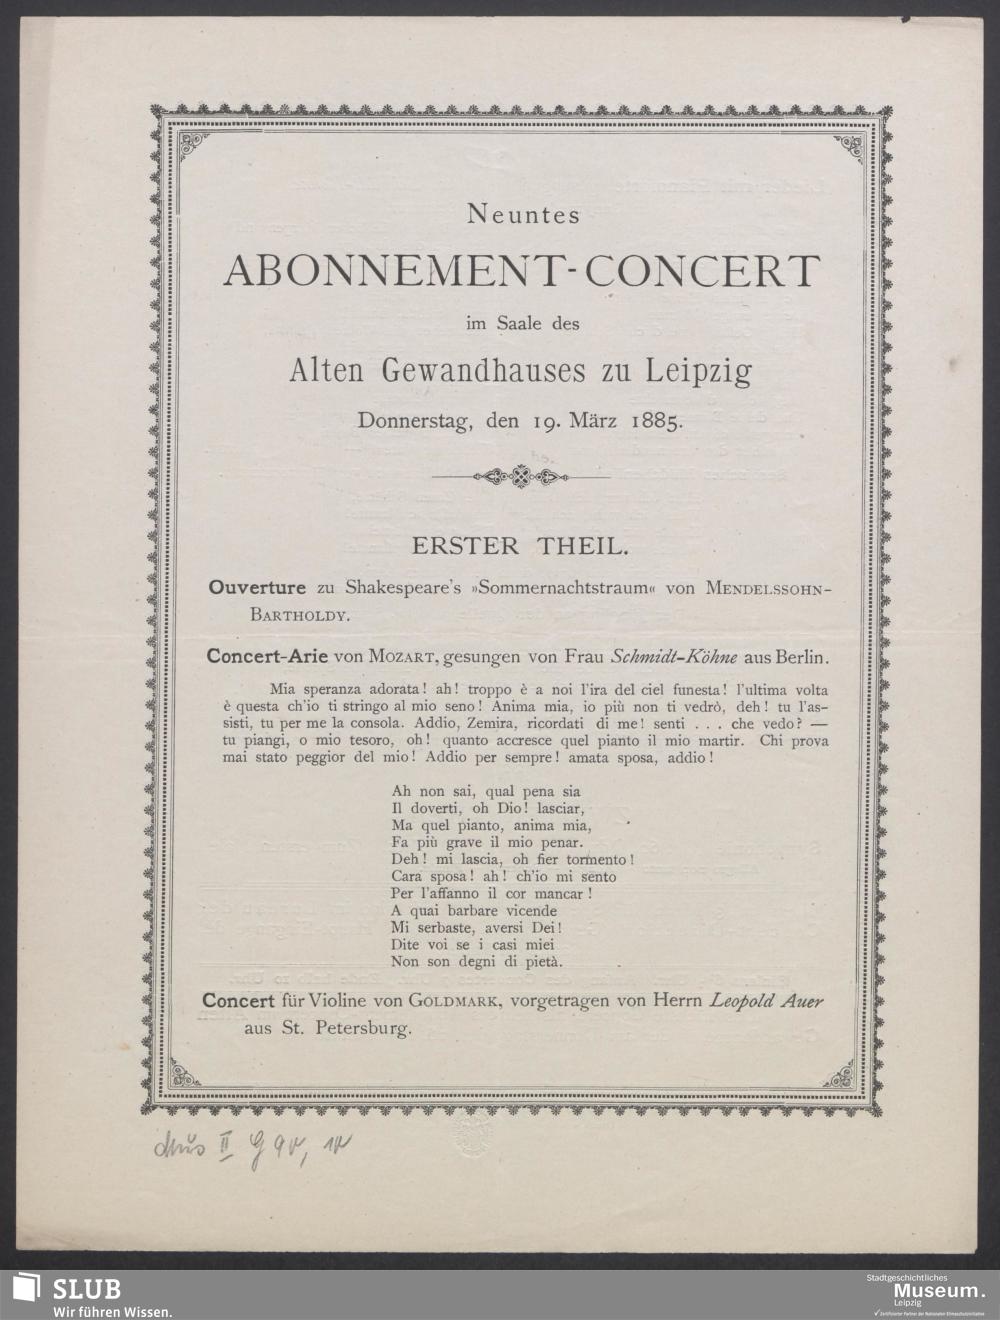 Neuntes
ABONNEMENT-CONCERT
im Saale des
Alten Gewandhauses zu Leipzig
Donnerstag, den 19. März 1885.
ERSTER THEIL.
Ouverture zu Shakespeare's »Sommernachtstraum« von MENDELSSOHN-
BARTHOLDY.
Concert-Arie von MOZART, gesungen von Frau Schmidt-Köhne aus Berlin.
Mia speranza adorata! ah! troppo è a noi l'ira del ciel funesta! l'ultima volta
è questa ch'io ti stringo al mio seno! Anima mia, io più non ti vedrò, deh! tu l'as-
sisti, tu per me la consola. Addio, Zemira, ricordati di me! senti . . . che vedo? —
tu piangi, o mio tesoro, oh! quanto accresce quel pianto il mio martir. Chi prova
mai stato peggior del mio! Addio per sempre! amata sposa, addio!
Ah non sai, qual pena sia
Il doverti, oh Dio! lasciar,
Ma quel pianto, anima mia,
Fa più grave il mio penar.
Deh! mi lascia, oh fier tormento!
Cara sposa! ah! ch'io mi sento
Per l'affanno il cor mancar!
A quai barbare vicende
Mi serbaste, aversi Dei!
Dite voi se i casi miei
Non son degni di pietà.
Concert für Violine von GOLDMARK, vorgetragen von Herrn Leopold Auer
aus St. Petersburg.
Mus II G
SLUB
Wir führen Wissen.
Stadtgeschichtliches
Museum.
Leipzig
Zertifizierter Partner der Nationalen Klimaschutzinitiative